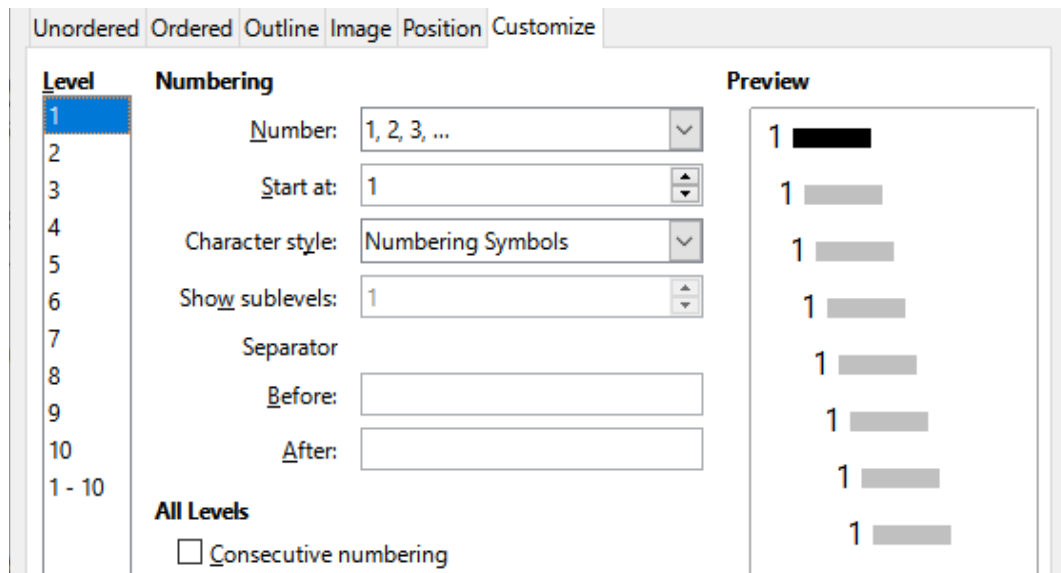 Unordered Ordered Outline Image Position Customize
Level
1
2
3
4
5
6
7
8
9
10
1 - 10
Numbering
Number: 1, 2, 3, ...
Start at: 1
Character style: Numbering Symbols
Show sublevels: 1
Separator
Before:
After:
All Levels
Consecutive numbering
Preview
1
1
1
1
1
1
1
1